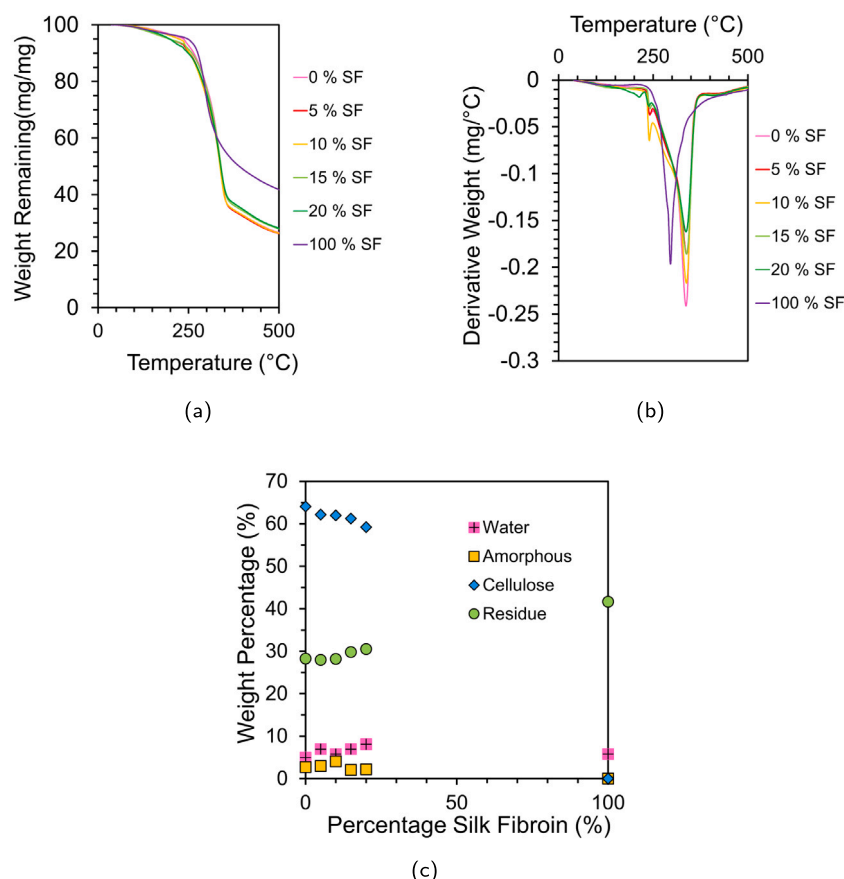 100
80
60
40
20
0
Weight Remaining(mg/mg)
0 250 500
Temperature (°C)
0 % SF
5 % SF
10 % SF
15 % SF
20 % SF
100 % SF
(a)
Temperature (°C)
0 250 500
0
-0.05
-0.1
-0.15
-0.2
-0.25
-0.3
Derivative Weight (mg/°C)
0 % SF
5 % SF
10 % SF
15 % SF
20 % SF
100 % SF
(b)
70
60
50
40
30
20
10
0
Weight Percentage (%)
Water
Amorphous
Cellulose
Residue
0 50 100
Percentage Silk Fibroin (%)
(c)